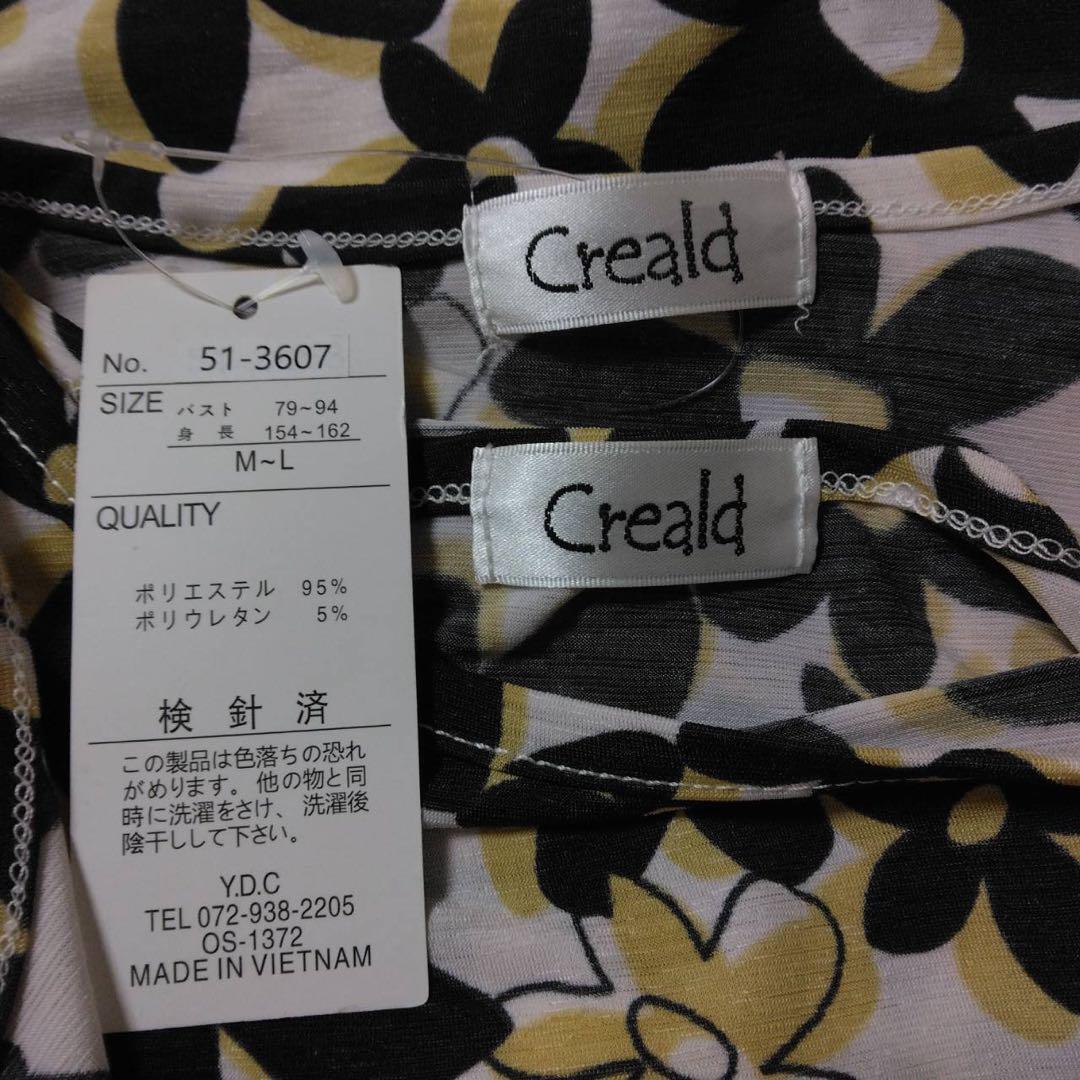 Creald
Creald
No. 51-3607
SIZE バスト 79~94
身長 154~162
M~L
QUALITY
ポリエステル 95%
ポリウレタン 5%
検針済
この製品は色落ちの恐れ
がめります。他の物と同
時に洗濯をさけ、洗濯後
陰干しして下さい。
Y.D.C
TEL 072-938-2205
OS-1372
MADE IN VIETNAM